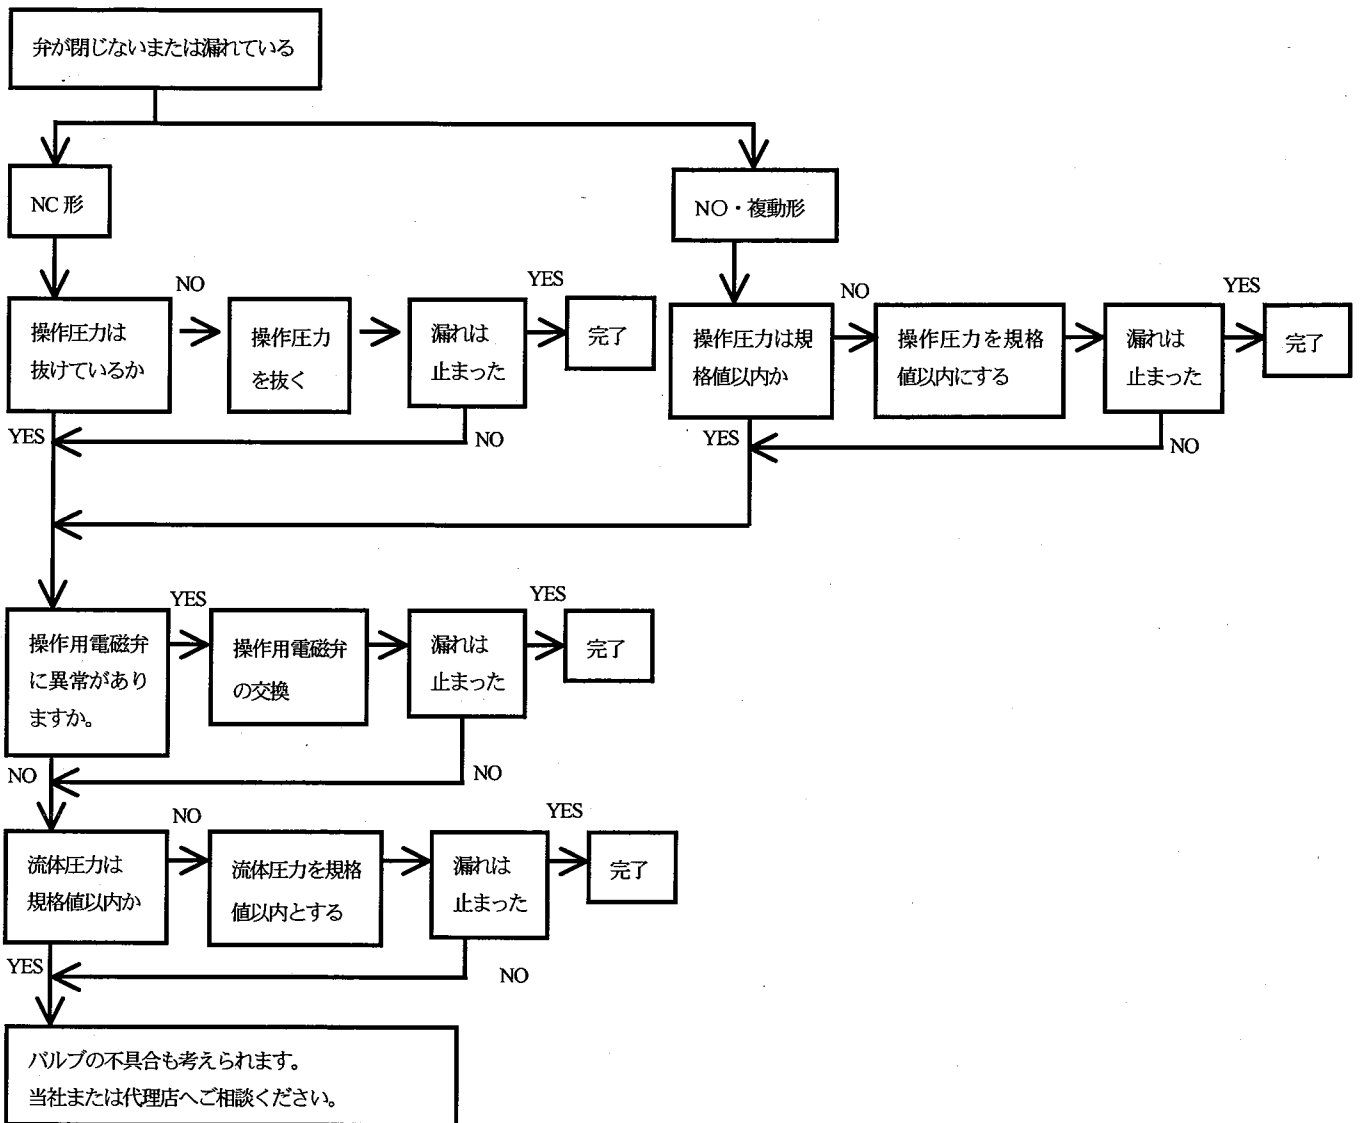 弁が閉じないまたは漏れている
NC 形
NO・複動形
操作圧力は
抜けているか
NO
操作圧力
を抜く
漏れは
止まった
YES
完了
YES
NO
操作圧力は規
格値以内か
NO
操作圧力を規格
値以内にする
漏れは
止まった
YES
完了
YES
NO
操作用電磁弁
に異常があり
ますか。
YES
操作用電磁弁
の交換
漏れは
止まった
YES
完了
NO
NO
流体圧力は
規格値以内か
NO
流体圧力を規格
値以内とする
漏れは
止まった
YES
完了
YES
NO
バルブの不具合も考えられます。
当社または代理店へご相談ください。